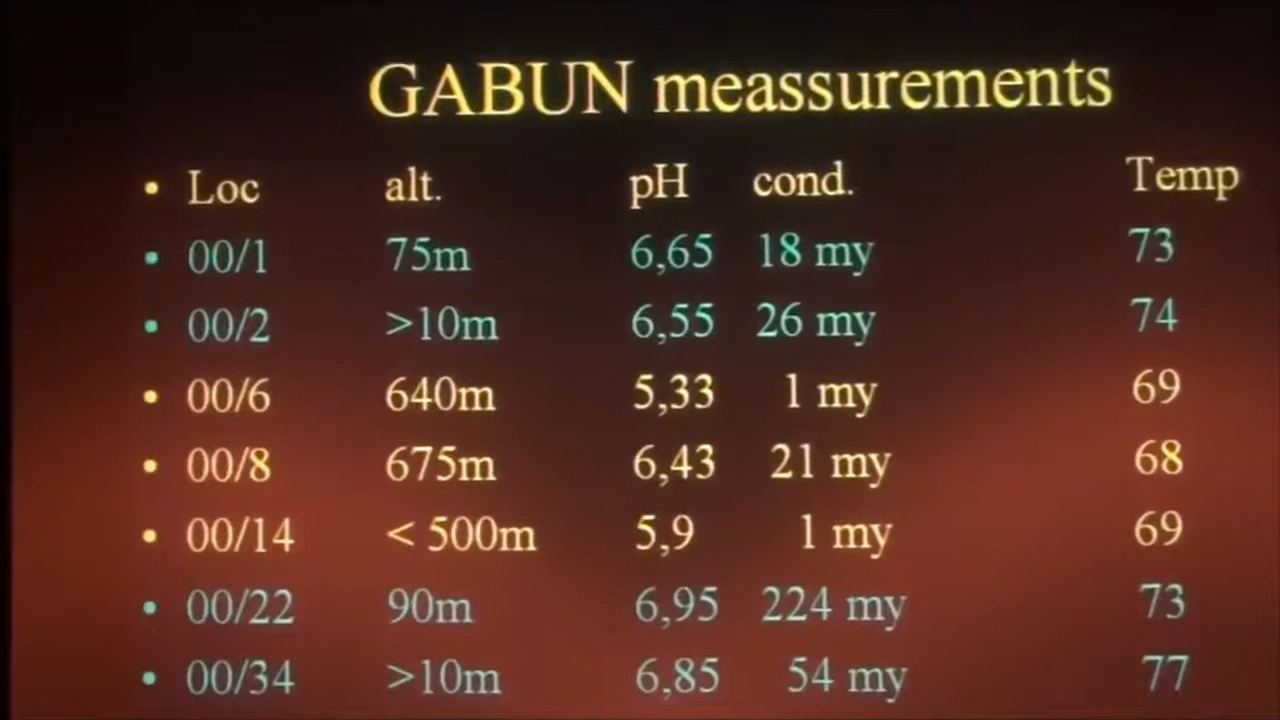 GABUN meassurements
• Loc alt. pH cond. Temp
• 00/1 75m 6,65 18 my 73
• 00/2 >10m 6,55 26 my 74
• 00/6 640m 5,33 1 my 69
• 00/8 675m 6,43 21 my 68
• 00/14 < 500m 5,9 1 my 69
• 00/22 90m 6,95 224 my 73
• 00/34 >10m 6,85 54 my 77